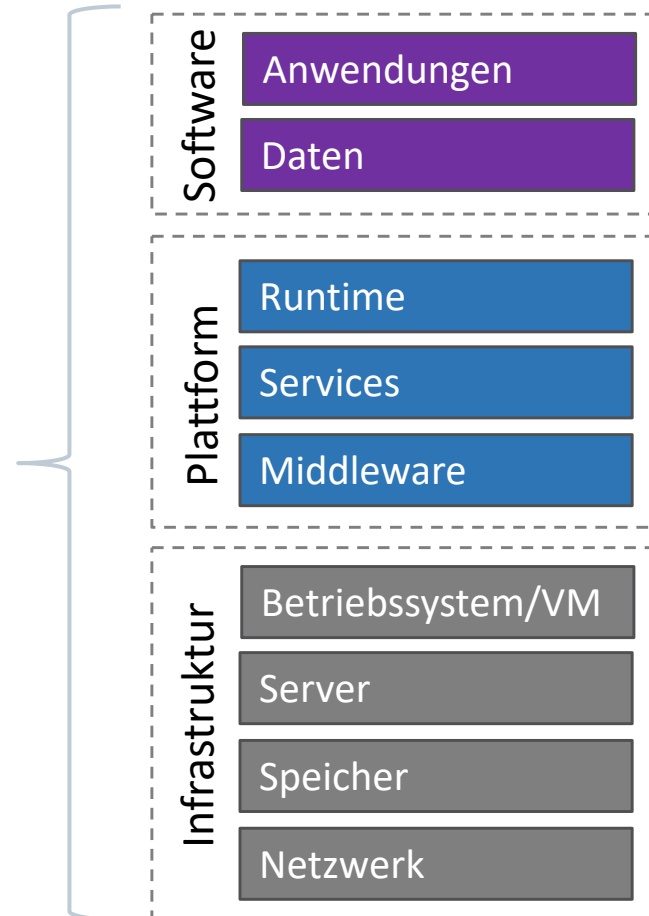 Software
Anwendungen
Daten
Plattform
Runtime
Services
Middleware
Infrastruktur
Betriebssystem/VM
Server
Speicher
Netzwerk